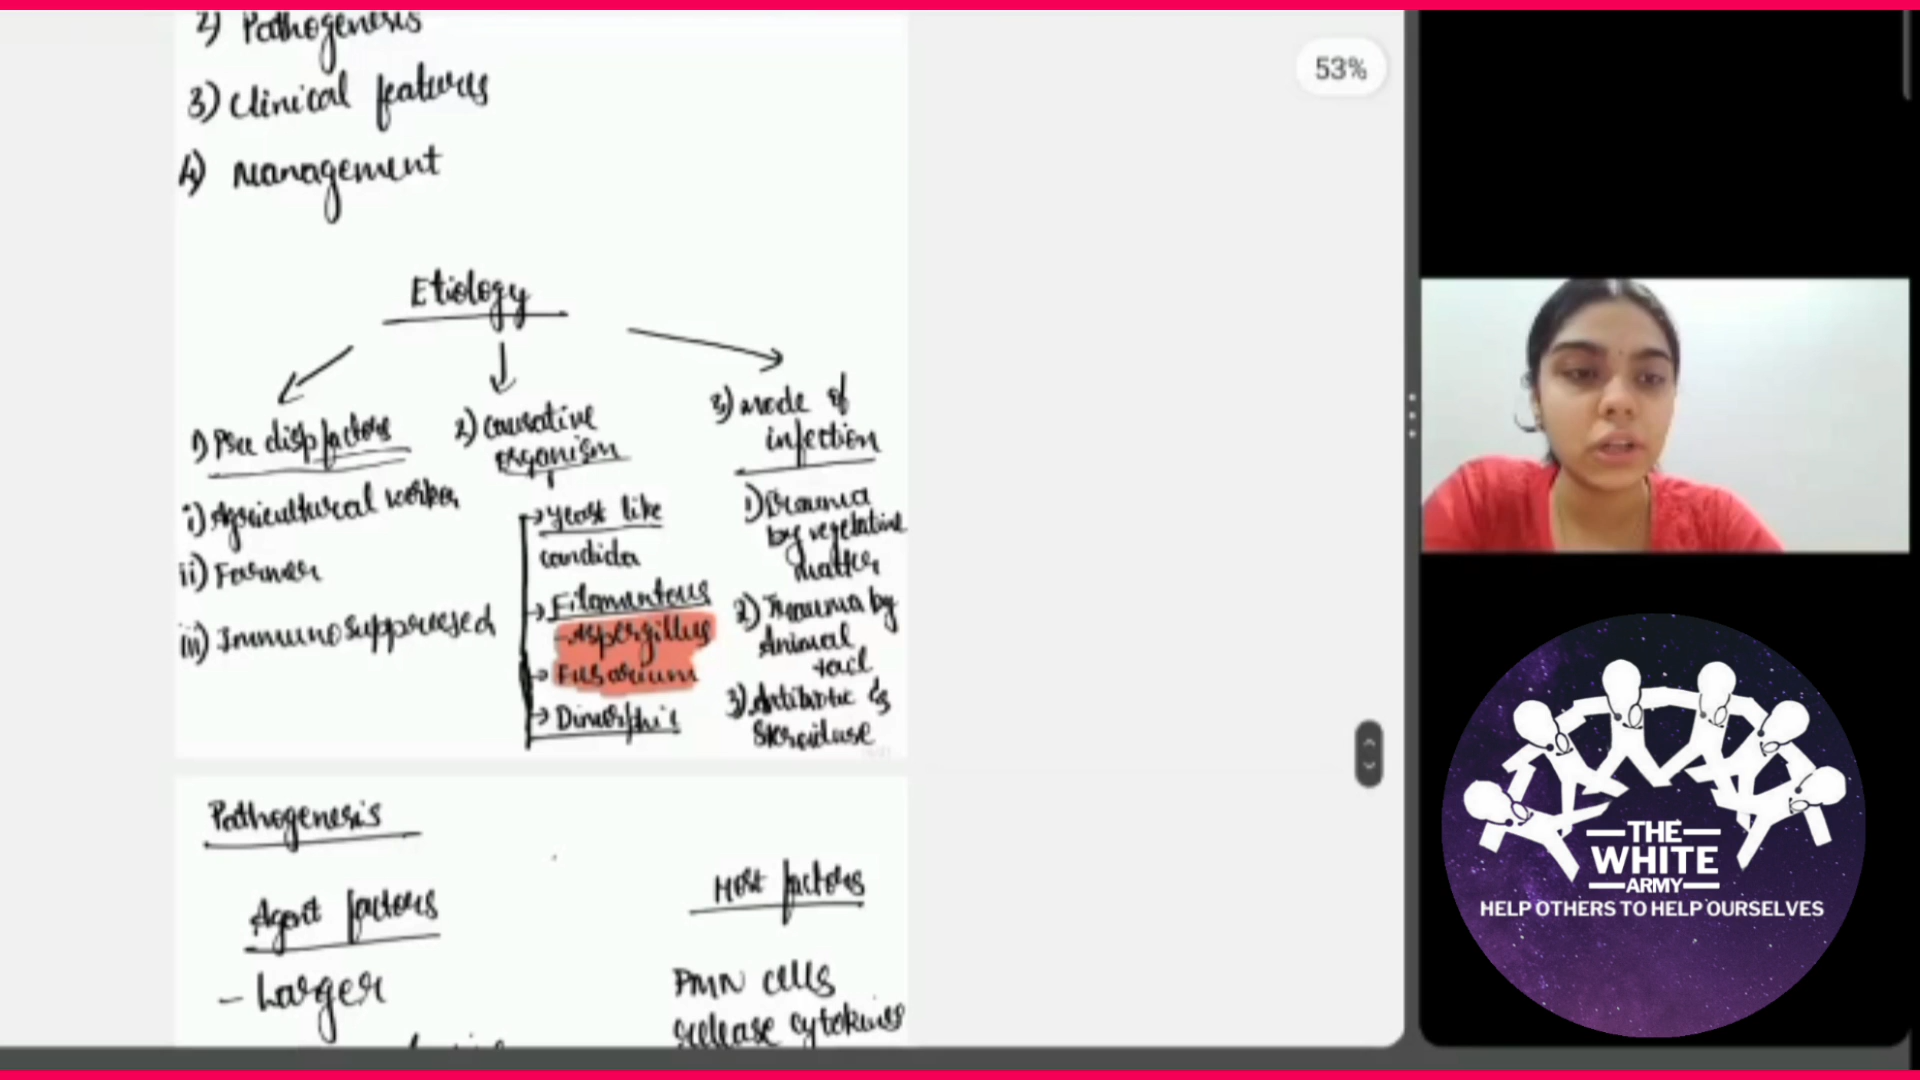 2) Pathogenesis
3) Clinical features
4) Management
Etiology
1) Pre disp factors
i) Agricultural worker
ii) Farmer
iii) Immunosuppressed
2) causative
organism
→ yeast like
candida
→ Filamentous
- Aspergillus
→ Fusarium
→ Dimorphic
3) mode of
infection
1) Trauma
by vegetative
matter
2) Trauma by
Animal
tail
3) Antibiotic &
Steroid use
Pathogenesis
Agent factors
- Larger
Host factors
PMN cells
release cytokines
53%
THE
WHITE
ARMY
HELP OTHERS TO HELP OURSELVES